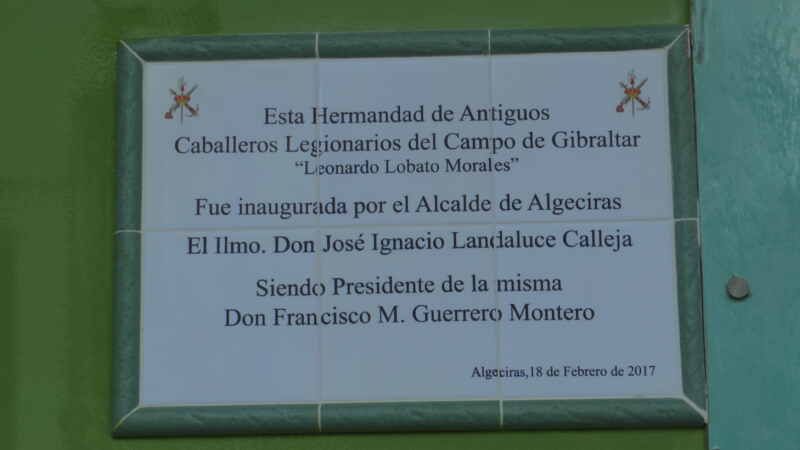 Esta Hermandad de Antiguos
Caballeros Legionarios del Campo de Gibraltar
“Leonardo Lobato Morales”
Fue inaugurada por el Alcalde de Algeciras
El Ilmo. Don José Ignacio Landaluce Calleja
Siendo Presidente de la misma
Don Francisco M. Guerrero Montero
Algeciras,18 de Febrero de 2017